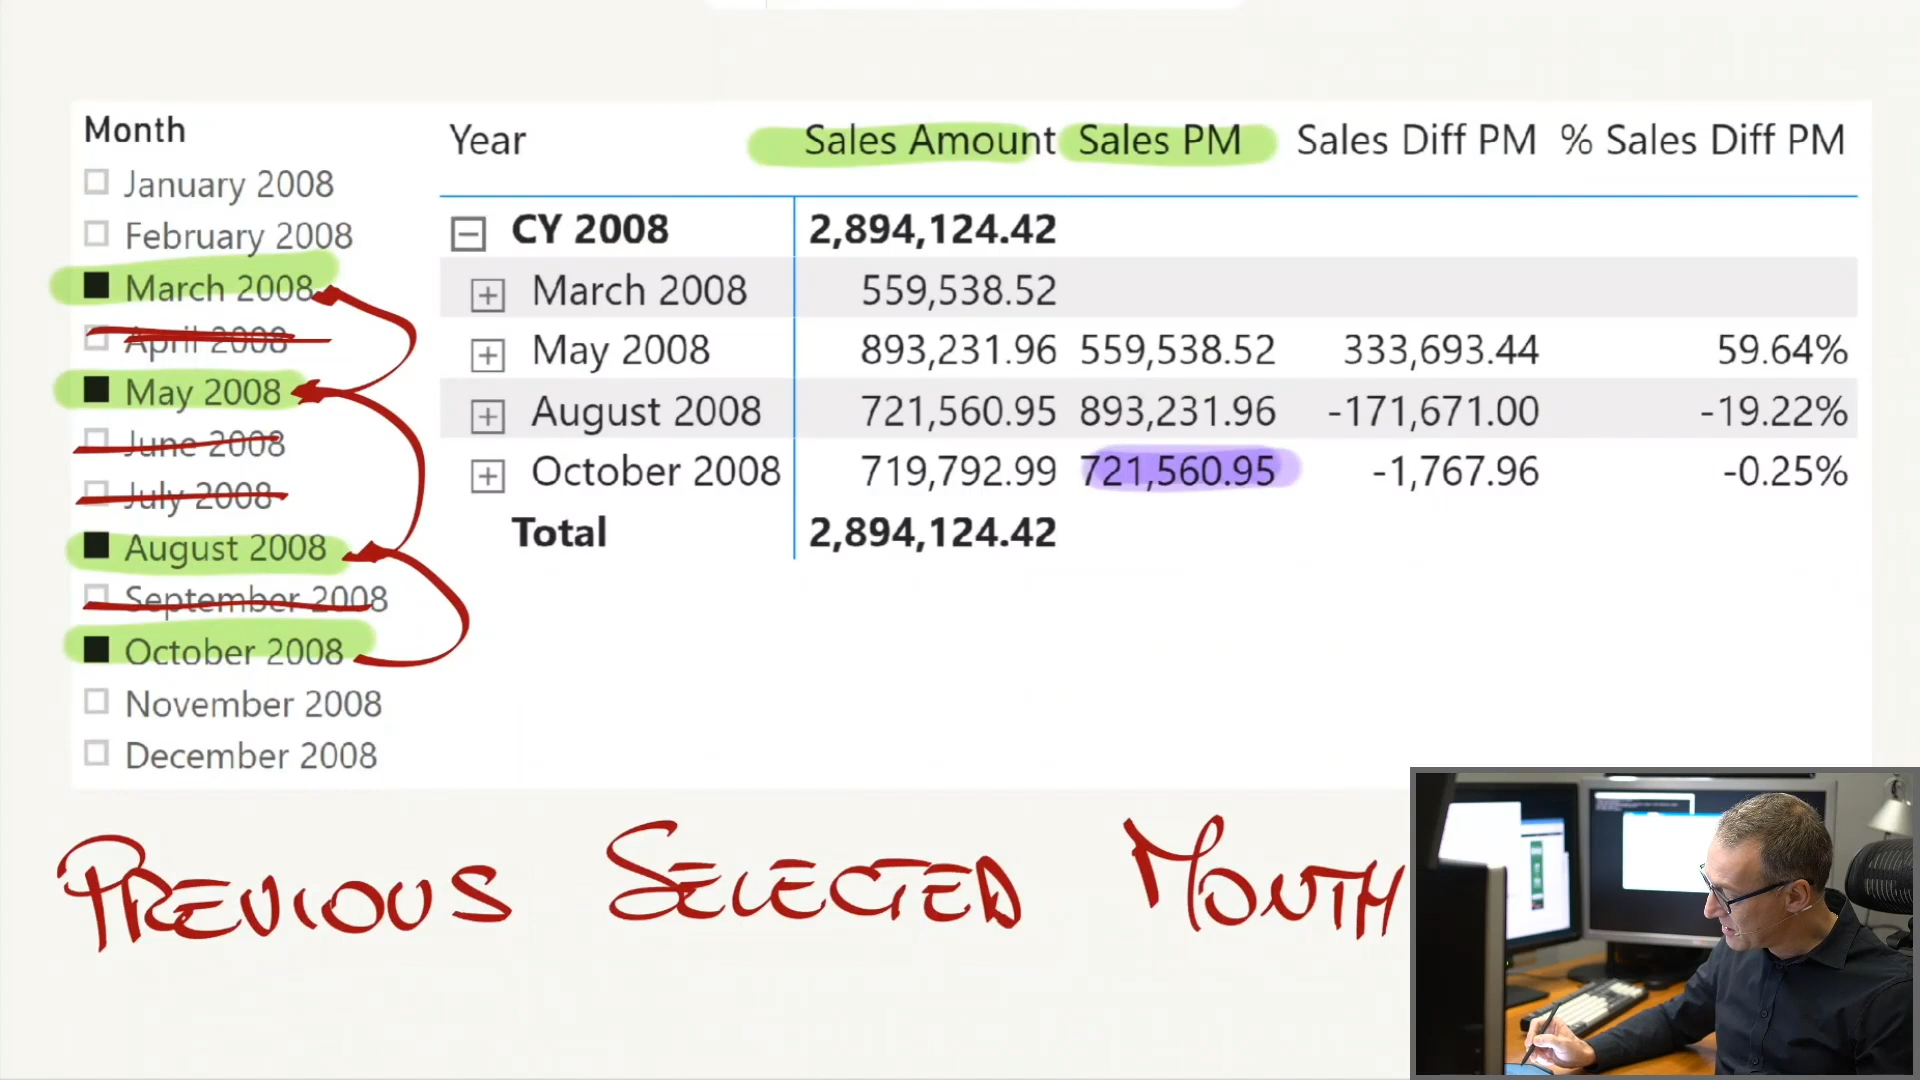 Month
January 2008
February 2008
March 2008
April 2008
May 2008
June 2008
July 2008
August 2008
September 2008
October 2008
November 2008
December 2008
Year Sales Amount Sales PM Sales Diff PM % Sales Diff PM
CY 2008 2,894,124.42
March 2008 559,538.52
May 2008 893,231.96 559,538.52 333,693.44 59.64%
August 2008 721,560.95 893,231.96 -171,671.00 -19.22%
October 2008 719,792.99 721,560.95 -1,767.96 -0.25%
Total 2,894,124.42
PREVIOUS SELECTED MONTH